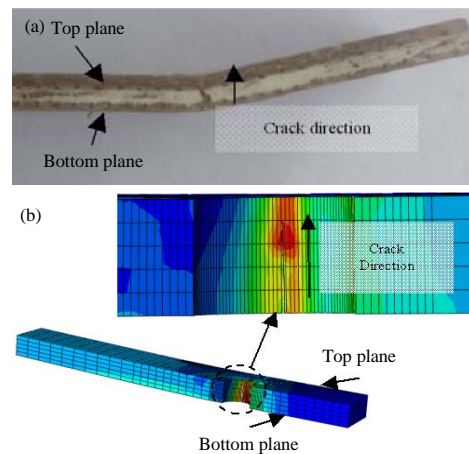 (a)
Top plane
Crack direction
Bottom plane
(b)
Crack
Direction
Top plane
Bottom plane